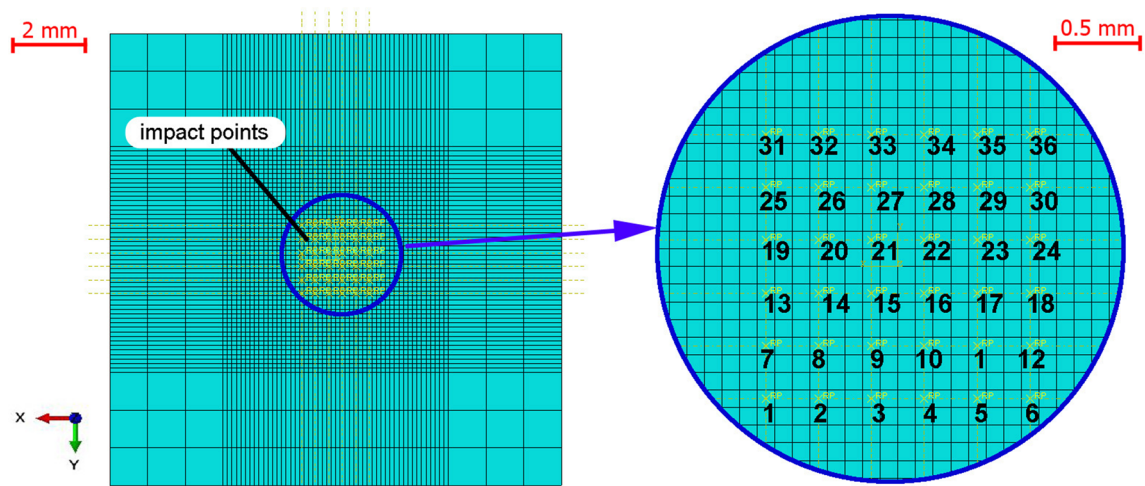 2 mm
impact points
X
Y
0.5 mm
31 32 33 34 35 36
25 26 27 28 29 30
19 20 21 22 23 24
13 14 15 16 17 18
7 8 9 10 1 12
1 2 3 4 5 6